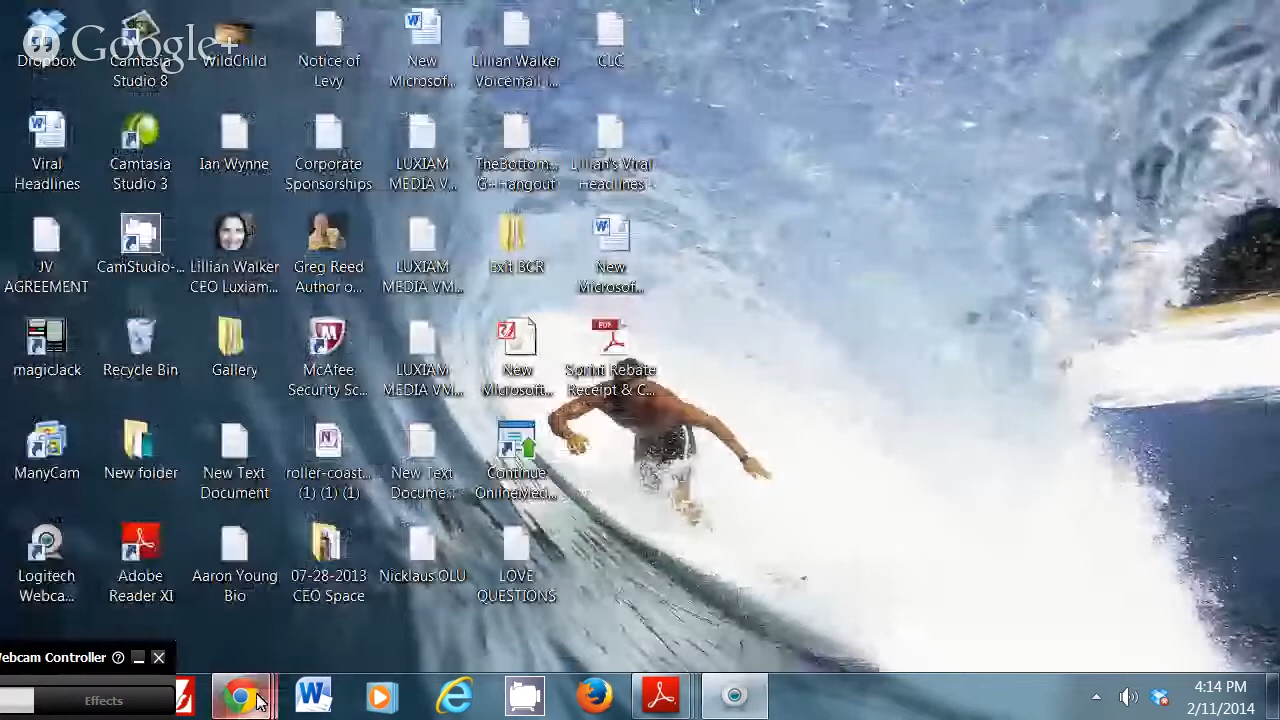 Google+
Dropbox
Camtasia
Studio 8
WildChild
Notice of
Levy
New
Microsof...
Lillian Walker
Voicemail, i...
CLC
Viral
Headlines
Camtasia
Studio 3
Ian Wynne
Corporate
Sponsorships
LUXIAM
MEDIA V...
TheBottom...
G+Hangout
Lillian's Viral
Headlines
JV
AGREEMENT
CamStudio-...
Lillian Walker
CEO Luxiam...
Greg Reed
Author o...
LUXIAM
MEDIA VM...
Exit BCR
New
Microsof...
magicJack
Recycle Bin
Gallery
McAfee
Security Sc...
LUXIAM
MEDIA VM...
New
Microsoft...
Sprint Rebate
Receipt & C...
ManyCam
New folder
New Text
Document
roller-coast...
(1) (1) (1)
New Text
Docume...
Continue
OnlineMed...
Logitech
Webca...
Adobe
Reader XI
Aaron Young
Bio
07-28-2013
CEO Space
Nicklaus OLU
LOVE
QUESTIONS
Webcam Controller
Effects
4:14 PM
2/11/2014